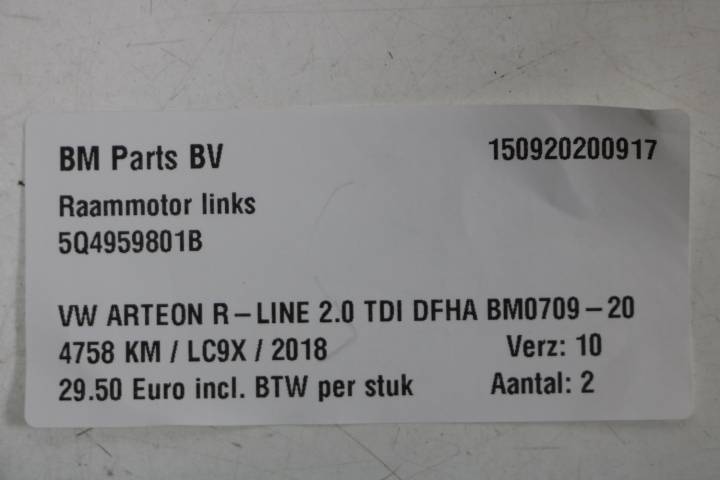 BM Parts BV 150920200917
Raammotor links
5Q4959801B
VW ARTEON R-LINE 2.0 TDI DFHA BM0709-20
4758 KM / LC9X / 2018 Verz: 10
29.50 Euro incl. BTW per stuk Aantal: 2